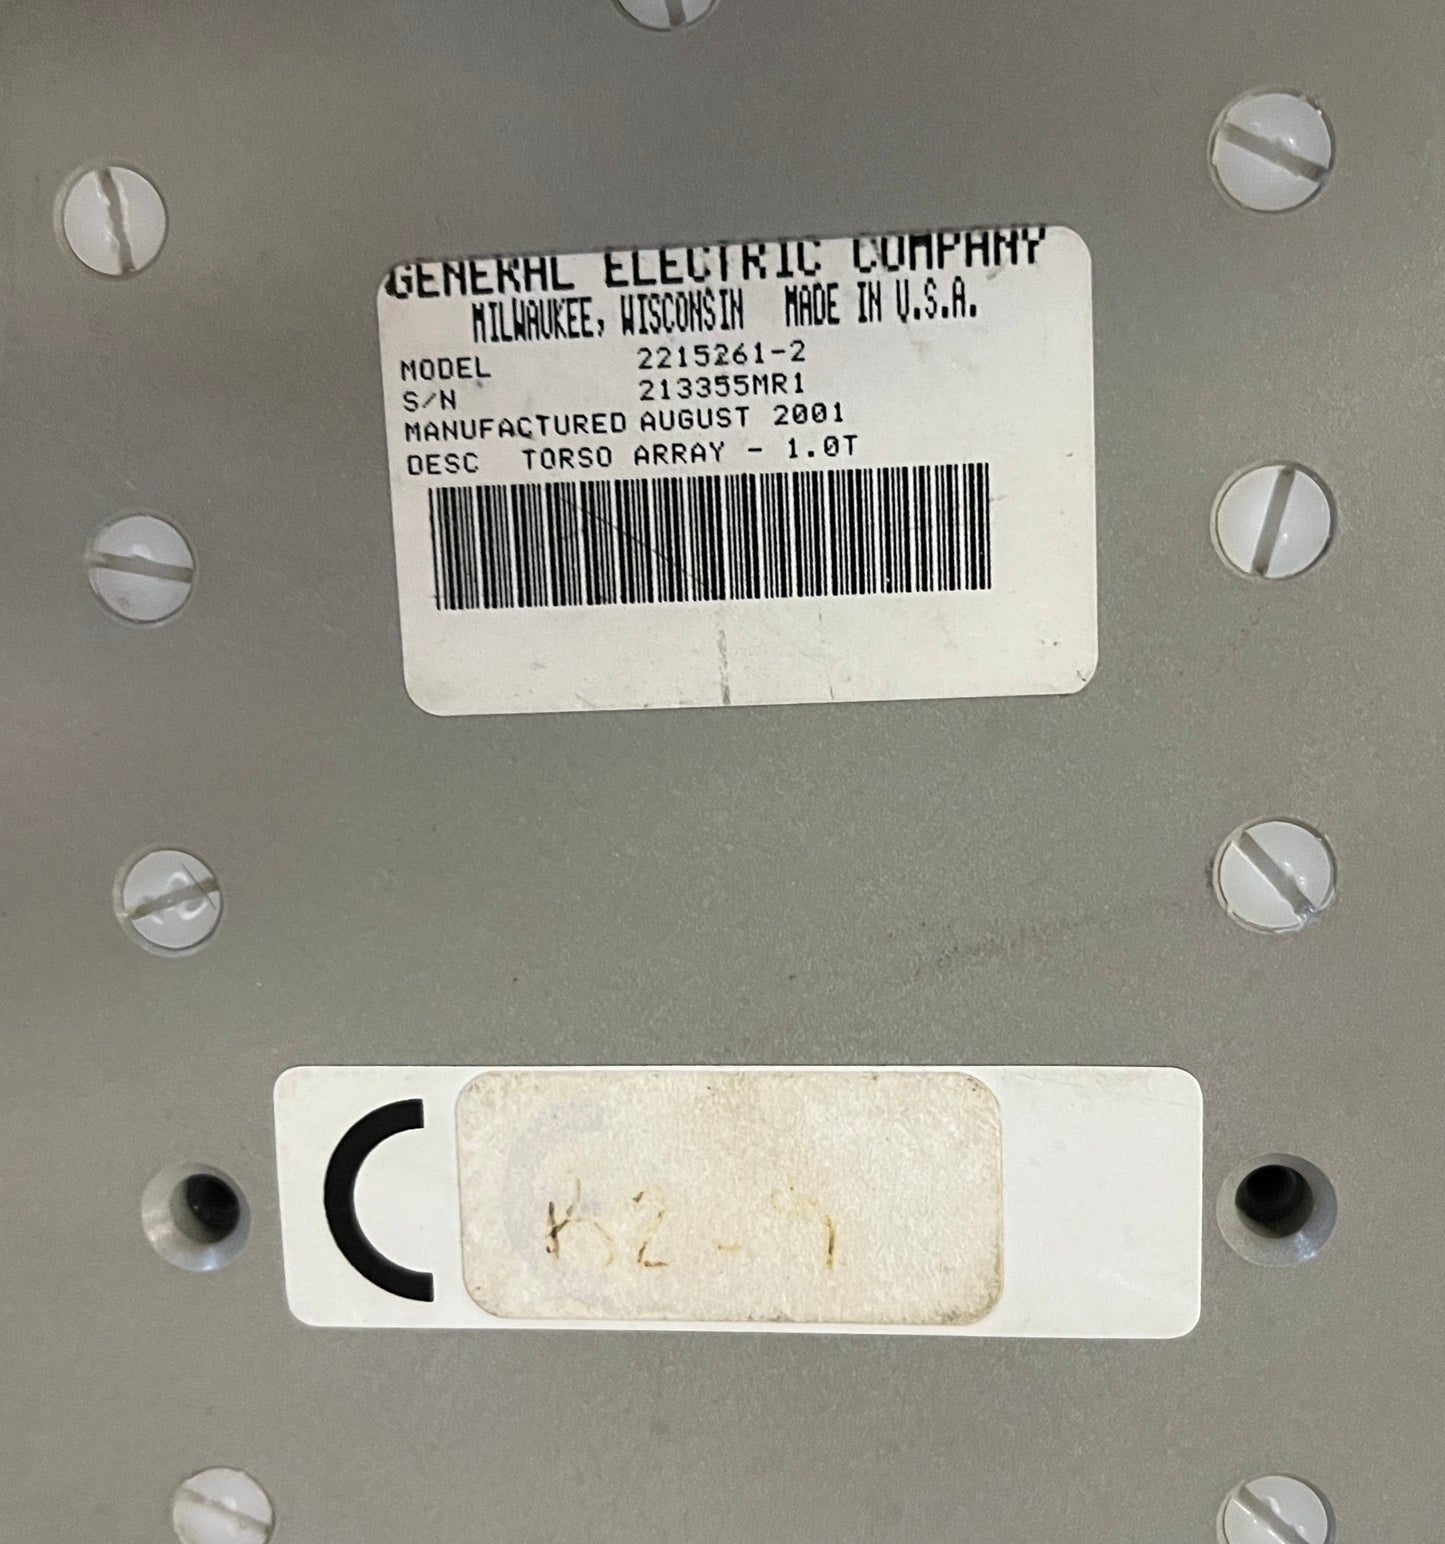 GENERAL ELECTRIC COMPANY
MILWAUKEE, WISCONSIN MADE IN U.S.A.
MODEL 2215261-2
S/N 213355MR1
MANUFACTURED AUGUST 2001
DESC TORSO ARRAY - 1.0T
C